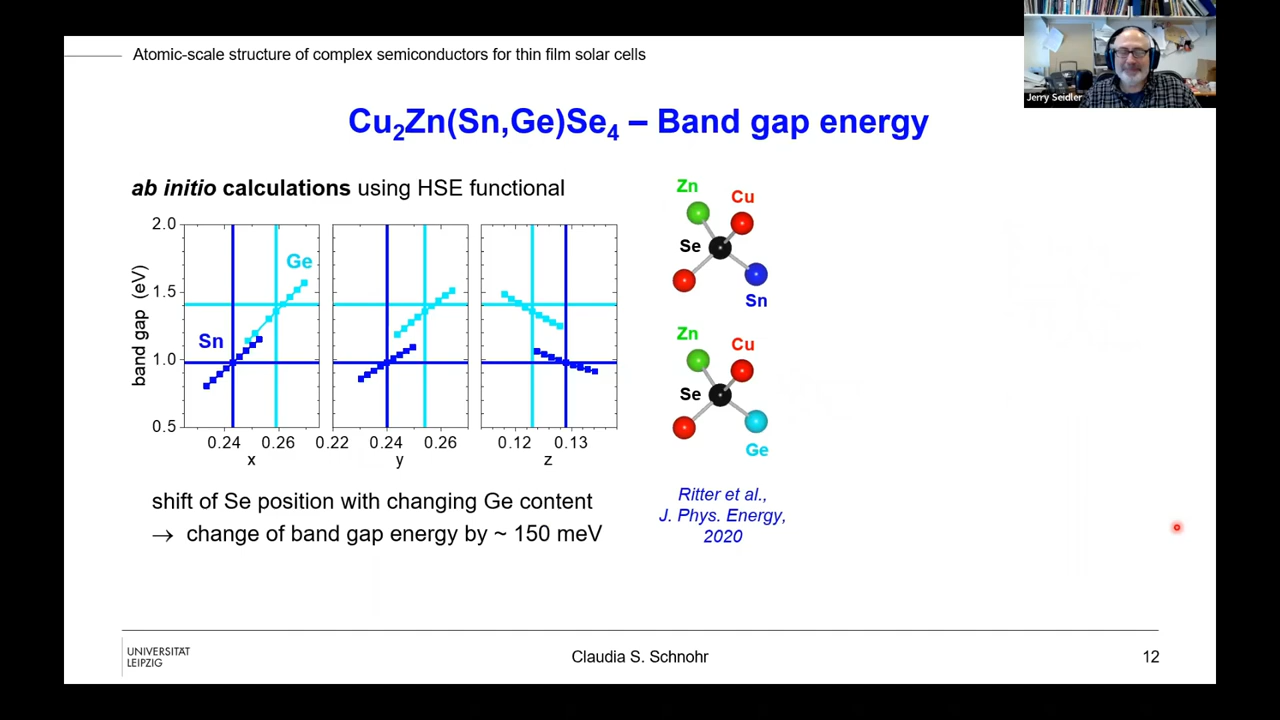 Atomic-scale structure of complex semiconductors for thin film solar cells
Jerry Seidler
Cu₂Zn(Sn,Ge)Se₄ – Band gap energy
ab initio calculations using HSE functional
band gap (eV)
2.0
1.5
1.0
0.5
Ge
Sn
0.24 0.26
x
0.22 0.24 0.26
y
0.12 0.13
z
Zn
Cu
Se
Sn
Zn
Cu
Se
Ge
shift of Se position with changing Ge content
→ change of band gap energy by ~ 150 meV
Ritter et al.,
J. Phys. Energy,
2020
UNIVERSITÄT
LEIPZIG
Claudia S. Schnohr
12